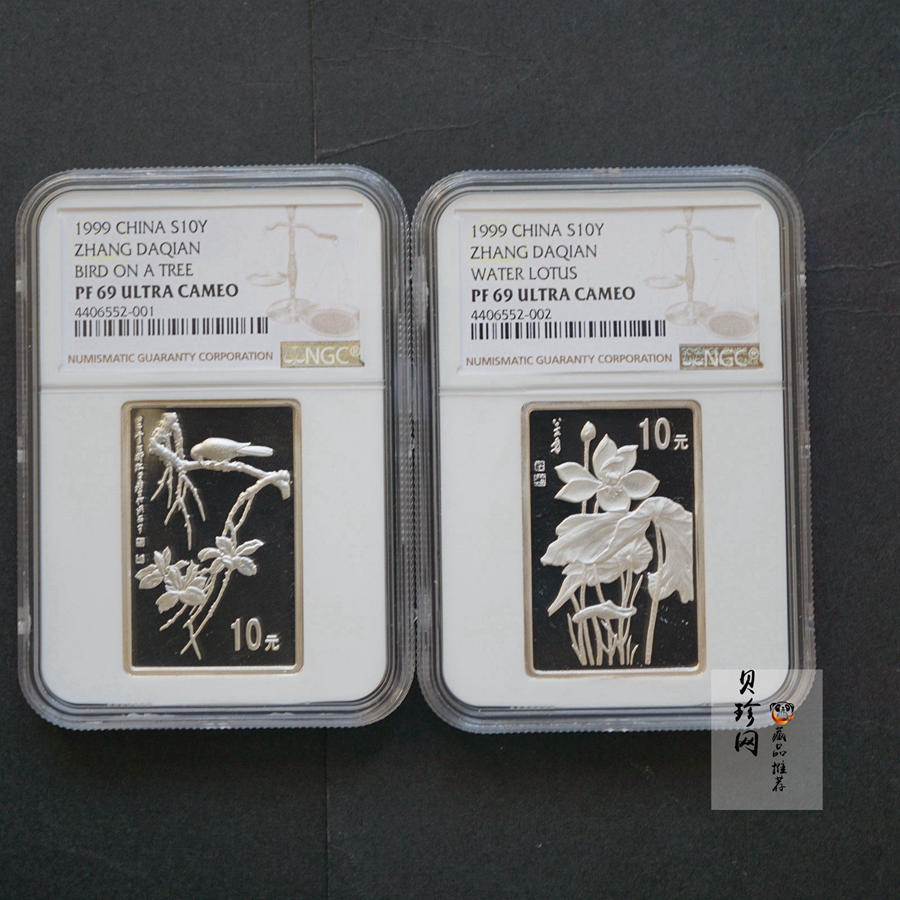 1999 CHINA S10Y
ZHANG DAQIAN
BIRD ON A TREE
PF 69 ULTRA CAMEO
4406552-001
NUMISMATIC GUARANTY CORPORATION
NGC®
10元
1999 CHINA S10Y
ZHANG DAQIAN
WATER LOTUS
PF 69 ULTRA CAMEO
4406552-002
NUMISMATIC GUARANTY CORPORATION
NGC®
10元
贝珍网
藏品推荐